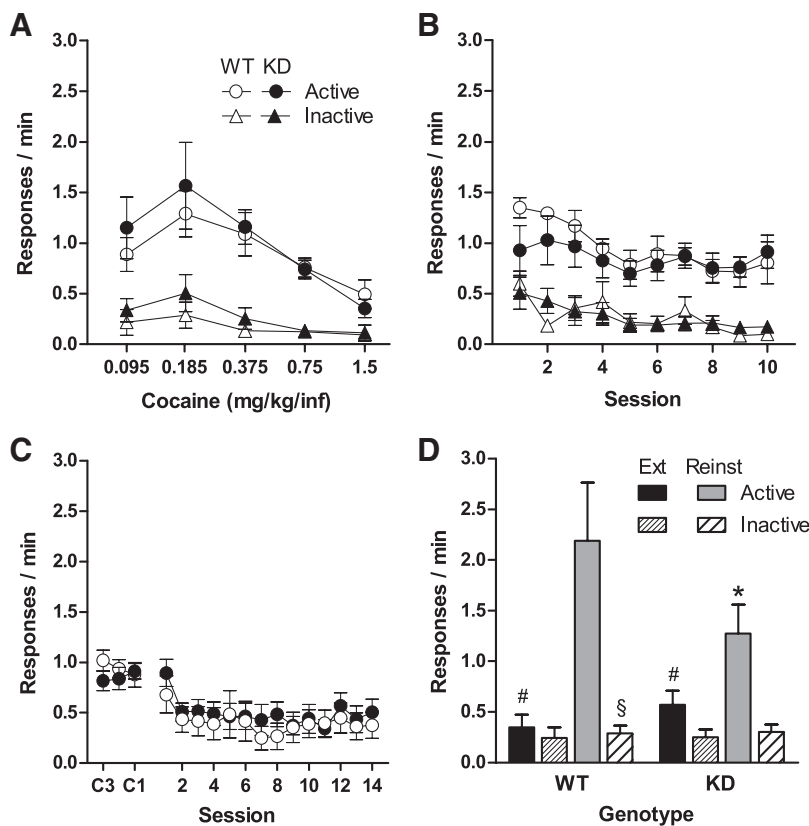 A
3.0
2.5
2.0
1.5
1.0
0.5
0.0
Responses / min
WT KD
Active
Inactive
0.095 0.185 0.375 0.75 1.5
Cocaine (mg/kg/inf)
B
3.0
2.5
2.0
1.5
1.0
0.5
0.0
Responses / min
2 4 6 8 10
Session
C
3.0
2.5
2.0
1.5
1.0
0.5
0.0
Responses / min
C3 C1 2 4 6 8 10 12 14
Session
D
3.0
2.5
2.0
1.5
1.0
0.5
0.0
Responses / min
Ext Reinst
Active
Inactive
*
#
#
§
WT KD
Genotype